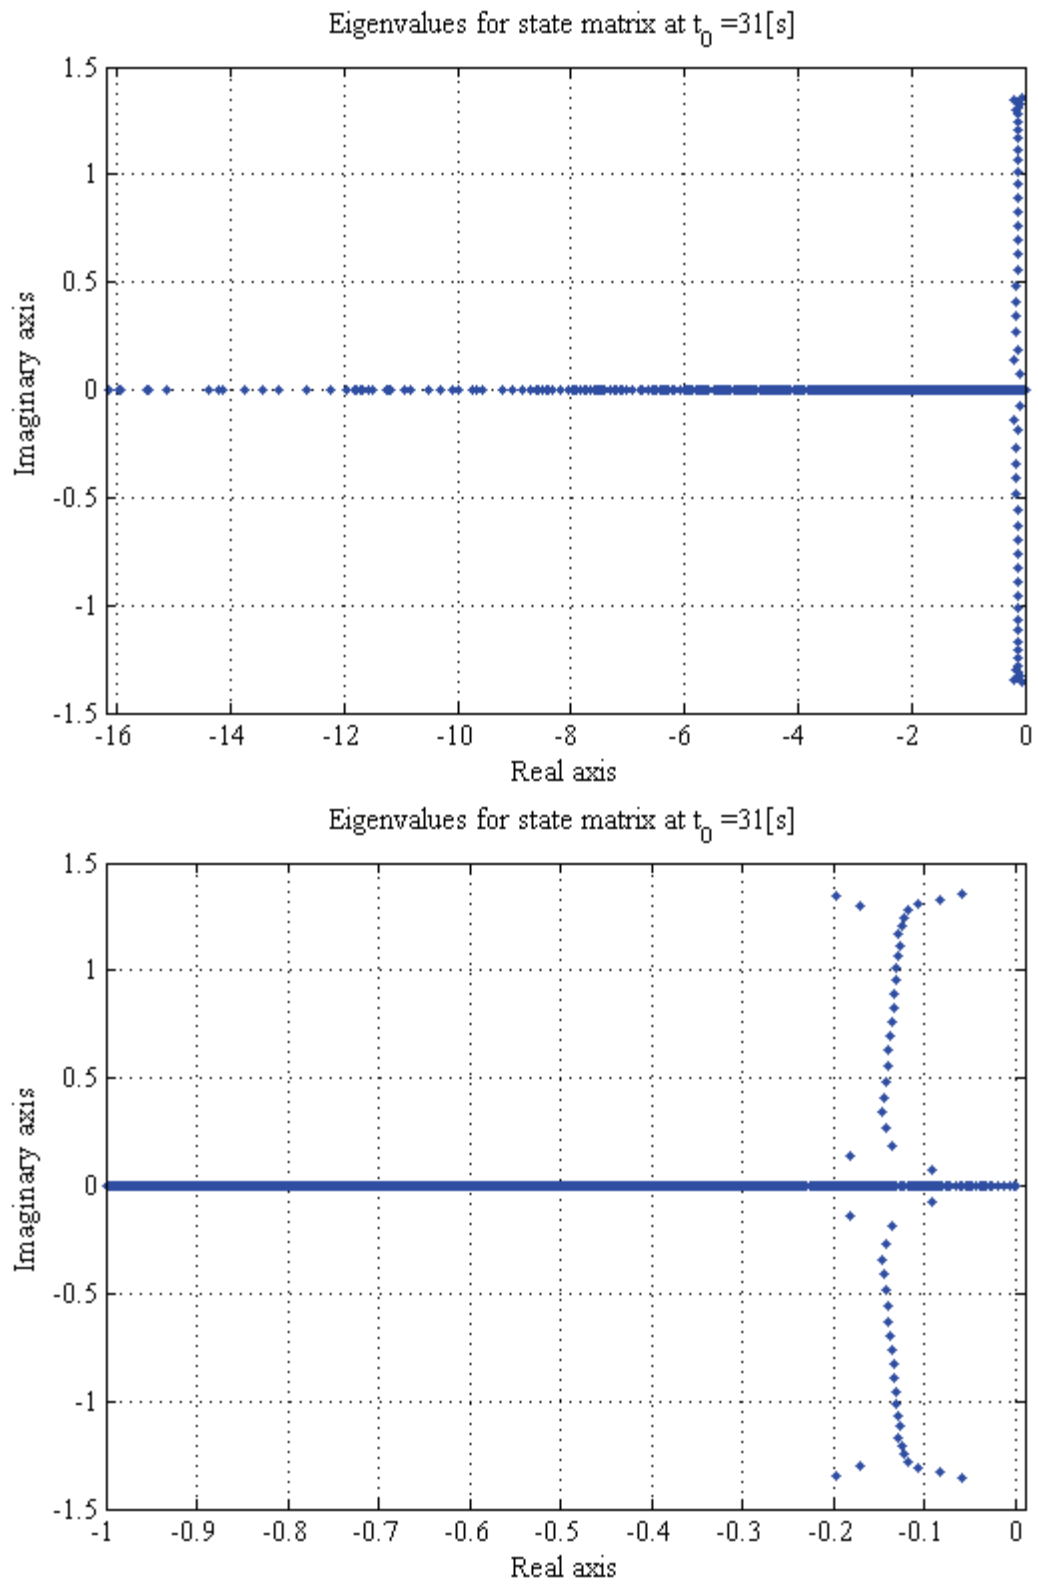 Eigenvalues for state matrix at t0 =31[s]
1.5
1
0.5
0
-0.5
-1
-1.5
Imaginary axis
-16 -14 -12 -10 -8 -6 -4 -2 0
Real axis
Eigenvalues for state matrix at t0 =31[s]
1.5
1
0.5
0
-0.5
-1
-1.5
Imaginary axis
-1 -0.9 -0.8 -0.7 -0.6 -0.5 -0.4 -0.3 -0.2 -0.1 0
Real axis